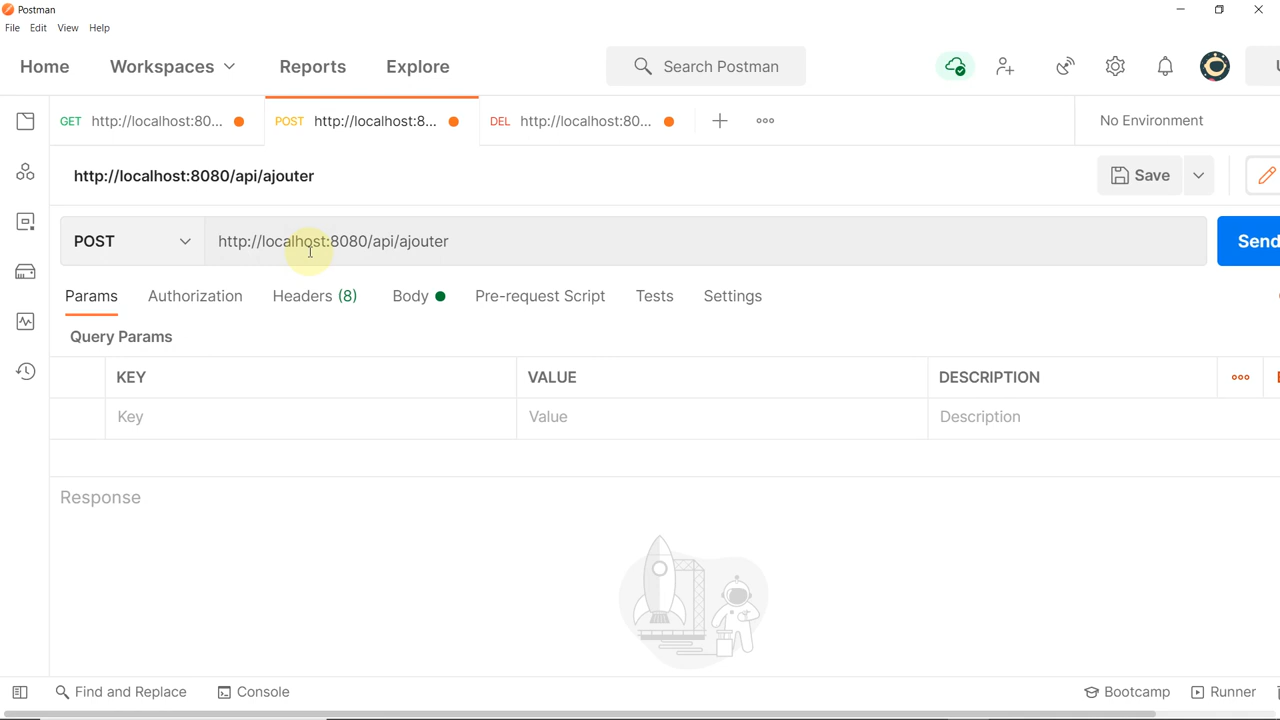 Postman
File Edit View Help
Home Workspaces Reports Explore Search Postman
GET http://localhost:80... POST http://localhost:8... DEL http://localhost:80... No Environment
http://localhost:8080/api/ajouter Save
POST http://localhost:8080/api/ajouter Send
Params Authorization Headers (8) Body Pre-request Script Tests Settings
Query Params
KEY VALUE DESCRIPTION
Key Value Description
Response
Find and Replace Console Bootcamp Runner